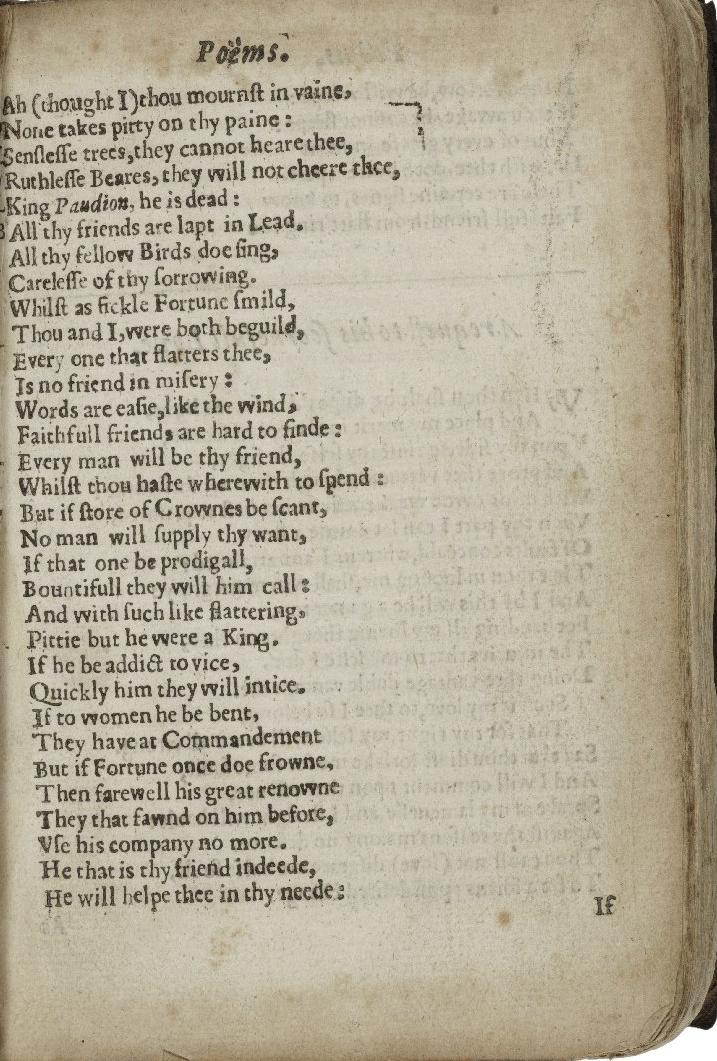 Poëms.
Ah (thought I) thou mournſt in vaine,
None takes pitty on thy paine:
Senſleſſe trees, they cannot heare thee,
Ruthleſſe Beares, they will not cheere thee,
King Paudion, he is dead:
All thy friends are lapt in Lead.
All thy fellow Birds doe ſing,
Careleſſe of thy ſorrowing.
Whilſt as fickle Fortune ſmild,
Thou and I, were both beguild,
Every one that flatters thee,
Is no friend in miſery:
Words are eaſie, like the wind,
Faithfull friends are hard to finde:
Every man will be thy friend,
Whilſt thou haſte wherewith to ſpend:
But if ſtore of Crownes be ſcant,
No man will ſupply thy want,
If that one be prodigall,
Bountifull they will him call:
And with ſuch like flattering,
Pittie but he were a King.
If he be addict to vice,
Quickly him they will intice.
If to women he be bent,
They have at Commandement
But if Fortune once doe frowne,
Then farewell his great renowne
They that fawnd on him before,
Vſe his company no more.
He that is thy friend indeede,
He will helpe thee in thy neede:
If